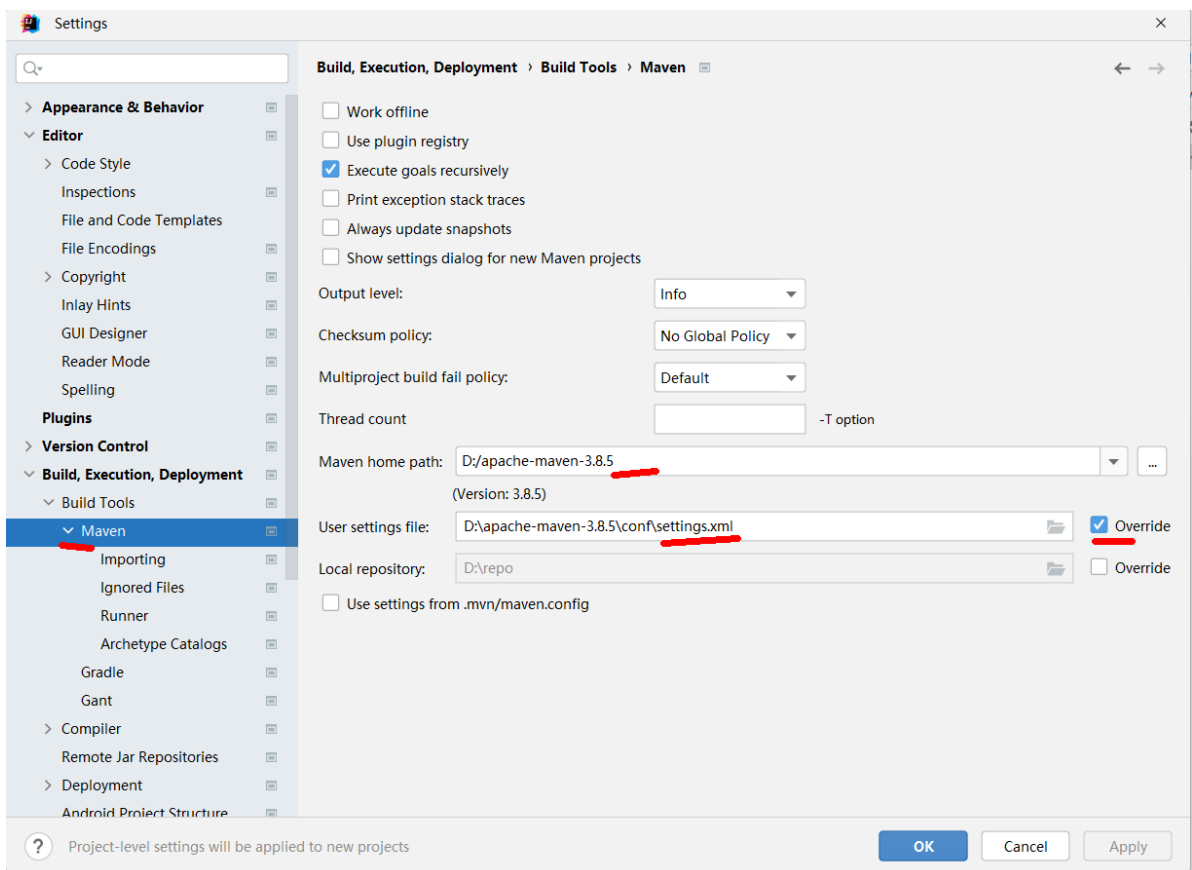 Settings
Build, Execution, Deployment › Build Tools › Maven
Appearance & Behavior
Editor
Code Style
Inspections
File and Code Templates
File Encodings
Copyright
Inlay Hints
GUI Designer
Reader Mode
Spelling
Plugins
Version Control
Build, Execution, Deployment
Build Tools
Maven
Importing
Ignored Files
Runner
Archetype Catalogs
Gradle
Gant
Compiler
Remote Jar Repositories
Deployment
Android Project Structure
Work offline
Use plugin registry
Execute goals recursively
Print exception stack traces
Always update snapshots
Show settings dialog for new Maven projects
Output level: Info
Checksum policy: No Global Policy
Multiproject build fail policy: Default
Thread count -T option
Maven home path: D:/apache-maven-3.8.5 ...
(Version: 3.8.5)
User settings file: D:\apache-maven-3.8.5\conf\settings.xml Override
Local repository: D:\repo Override
Use settings from .mvn/maven.config
? Project-level settings will be applied to new projects
OK Cancel Apply